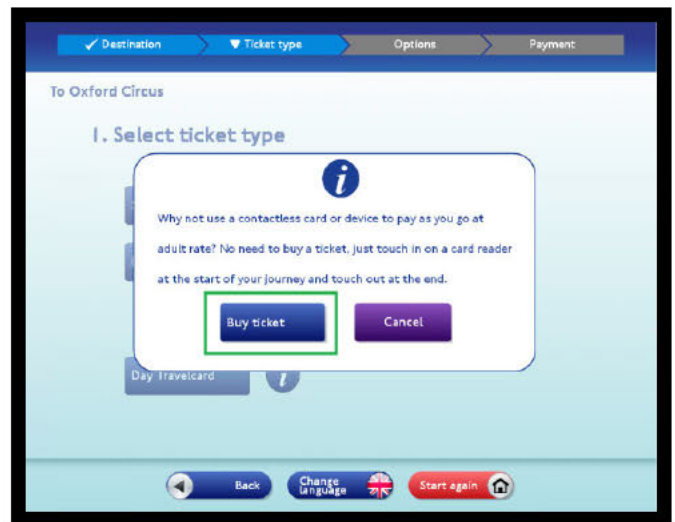 ✓ Destination
▼ Ticket type
Options
Payment
To Oxford Circus
1. Select ticket type
i
Why not use a contactless card or device to pay as you go at
adult rate? No need to buy a ticket, just touch in on a card reader
at the start of your journey and touch out at the end.
Buy ticket
Cancel
Day Travelcard
i
Back
Change
language
Start again